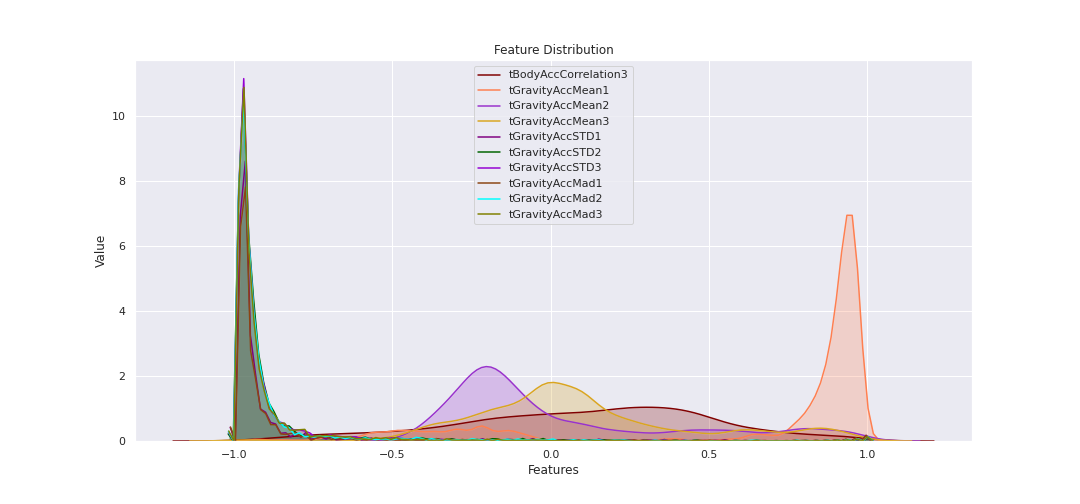 Feature Distribution
tBodyAccCorrelation3
tGravityAccMean1
tGravityAccMean2
tGravityAccMean3
tGravityAccSTD1
tGravityAccSTD2
tGravityAccSTD3
tGravityAccMad1
tGravityAccMad2
tGravityAccMad3
Value
10
8
6
4
2
0
−1.0 −0.5 0.0 0.5 1.0
Features